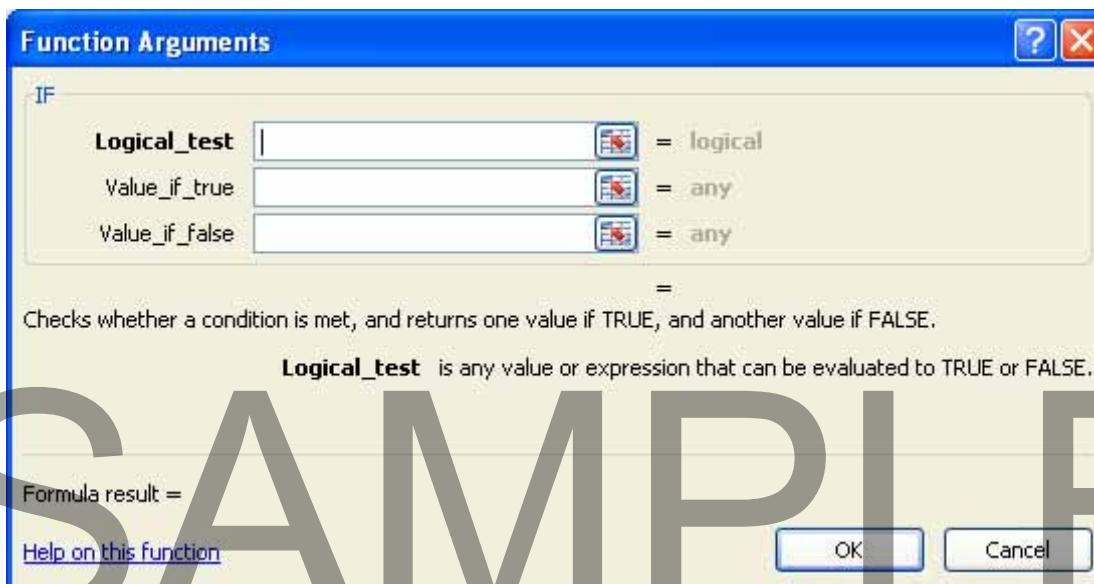 Function Arguments
IF
Logical_test = logical
Value_if_true = any
Value_if_false = any
=
Checks whether a condition is met, and returns one value if TRUE, and another value if FALSE.
Logical_test is any value or expression that can be evaluated to TRUE or FALSE.
Formula result =
Help on this function OK Cancel
SAMPLE